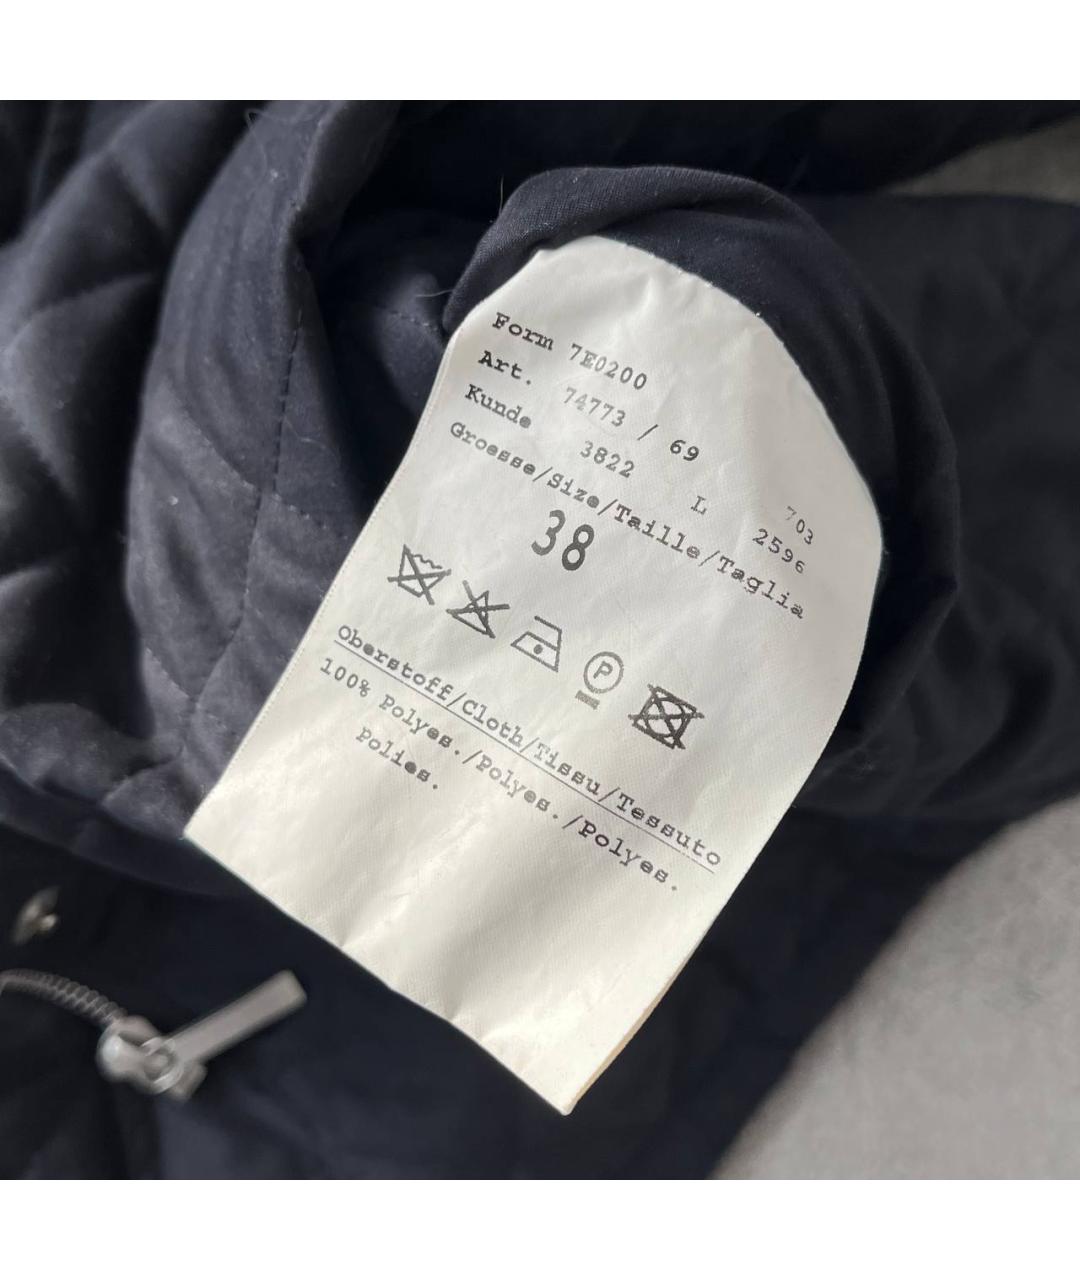 Form 7E0200
Art. 74773 / 69 703
Kunde 3822 L 2596
Groesse/Size/Taille/Taglia
38
P
Oberstoff/Cloth/Tissu/Tessuto
100% Polyes./Polyes./Polyes.
Polies.